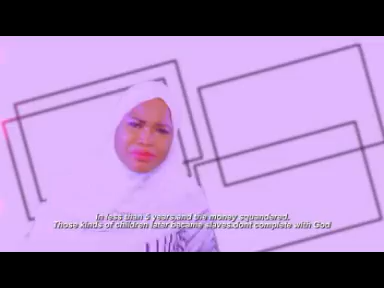 In less than 5 years,and the money squandered.
Those kinds of children later became slaves.dont complete with God